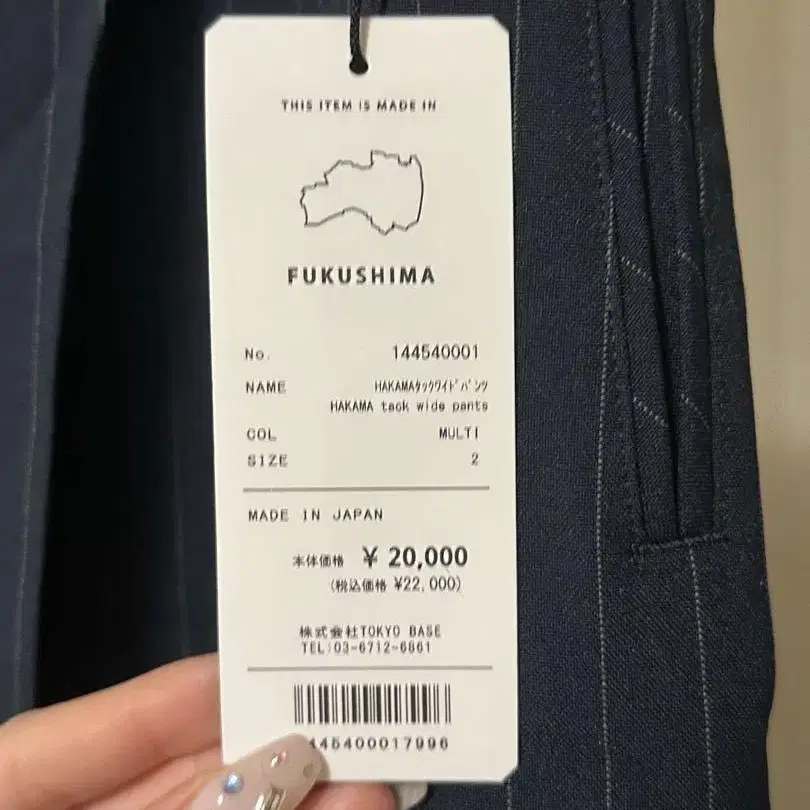 THIS ITEM IS MADE IN
FUKUSHIMA
No. 144540001
NAME HAKAMAﾀｯｸﾜｲﾄﾞﾊﾟﾝﾂ
HAKAMA tack wide pants
COL MULTI
SIZE 2
MADE IN JAPAN
本体価格 ¥ 20,000
(税込価格 ¥22,000)
株式会社TOKYO BASE
TEL:03-6712-6861
445400017996